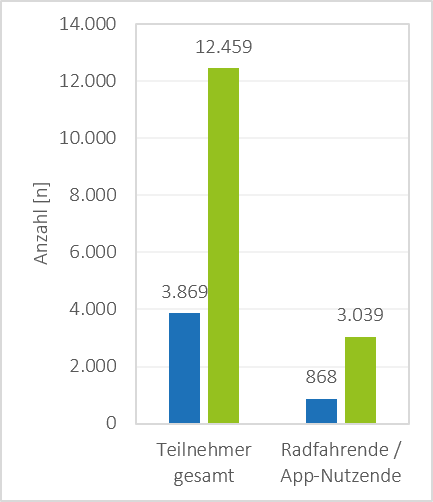 14.000
12.000
10.000
8.000
6.000
4.000
2.000
0
Anzahl [n]
12.459
3.869
3.039
868
Teilnehmer
gesamt
Radfahrende /
App-Nutzende